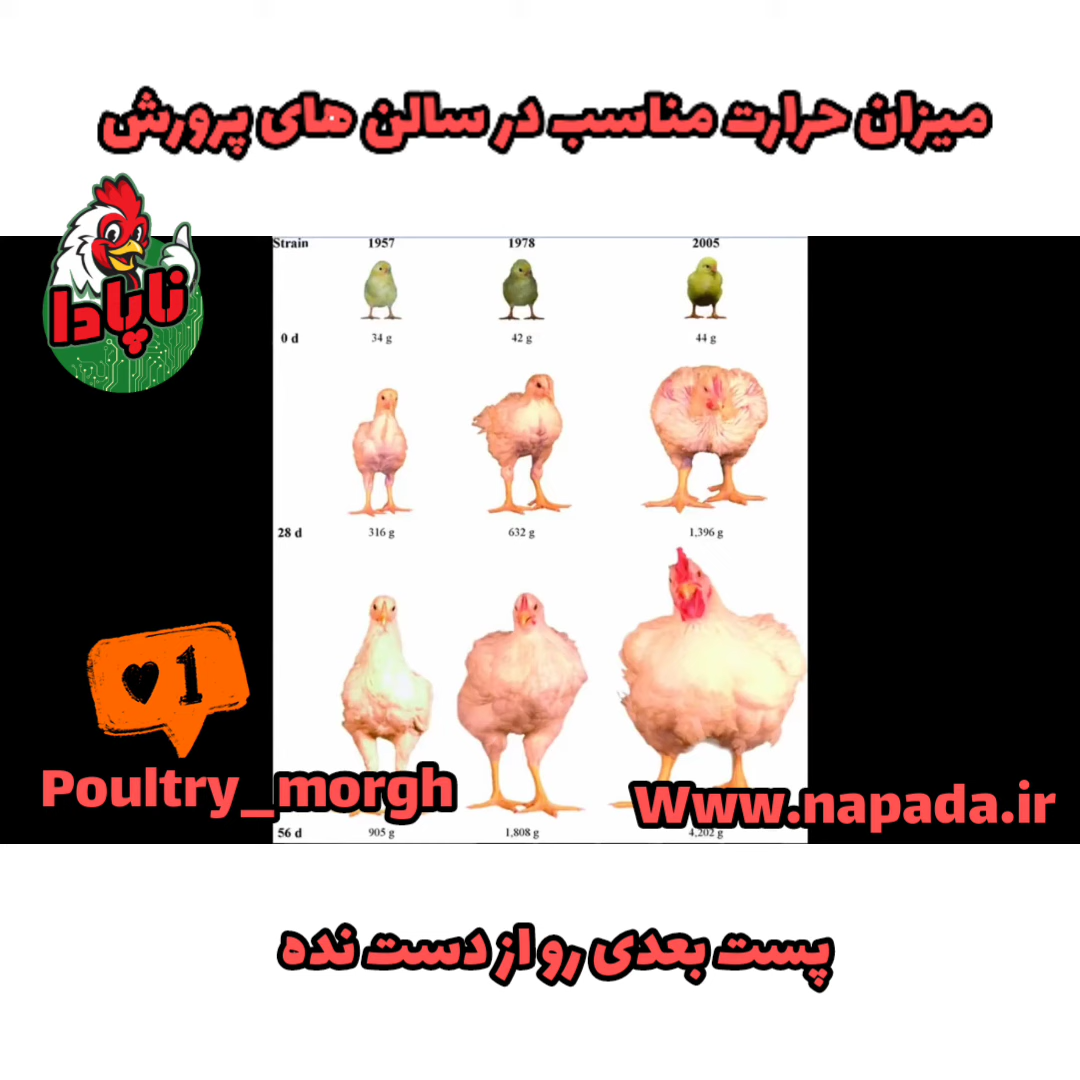 میزان حرارت مناسب در سالن های پرورش
ناپادا
Strain 1957 1978 2005
0 d 34 g 42 g 44 g
28 d 316 g 632 g 1,396 g
1
Poultry_morgh
Www.napada.ir
56 d 905 g 1,808 g 4,202 g
پست بعدی رو از دست نده